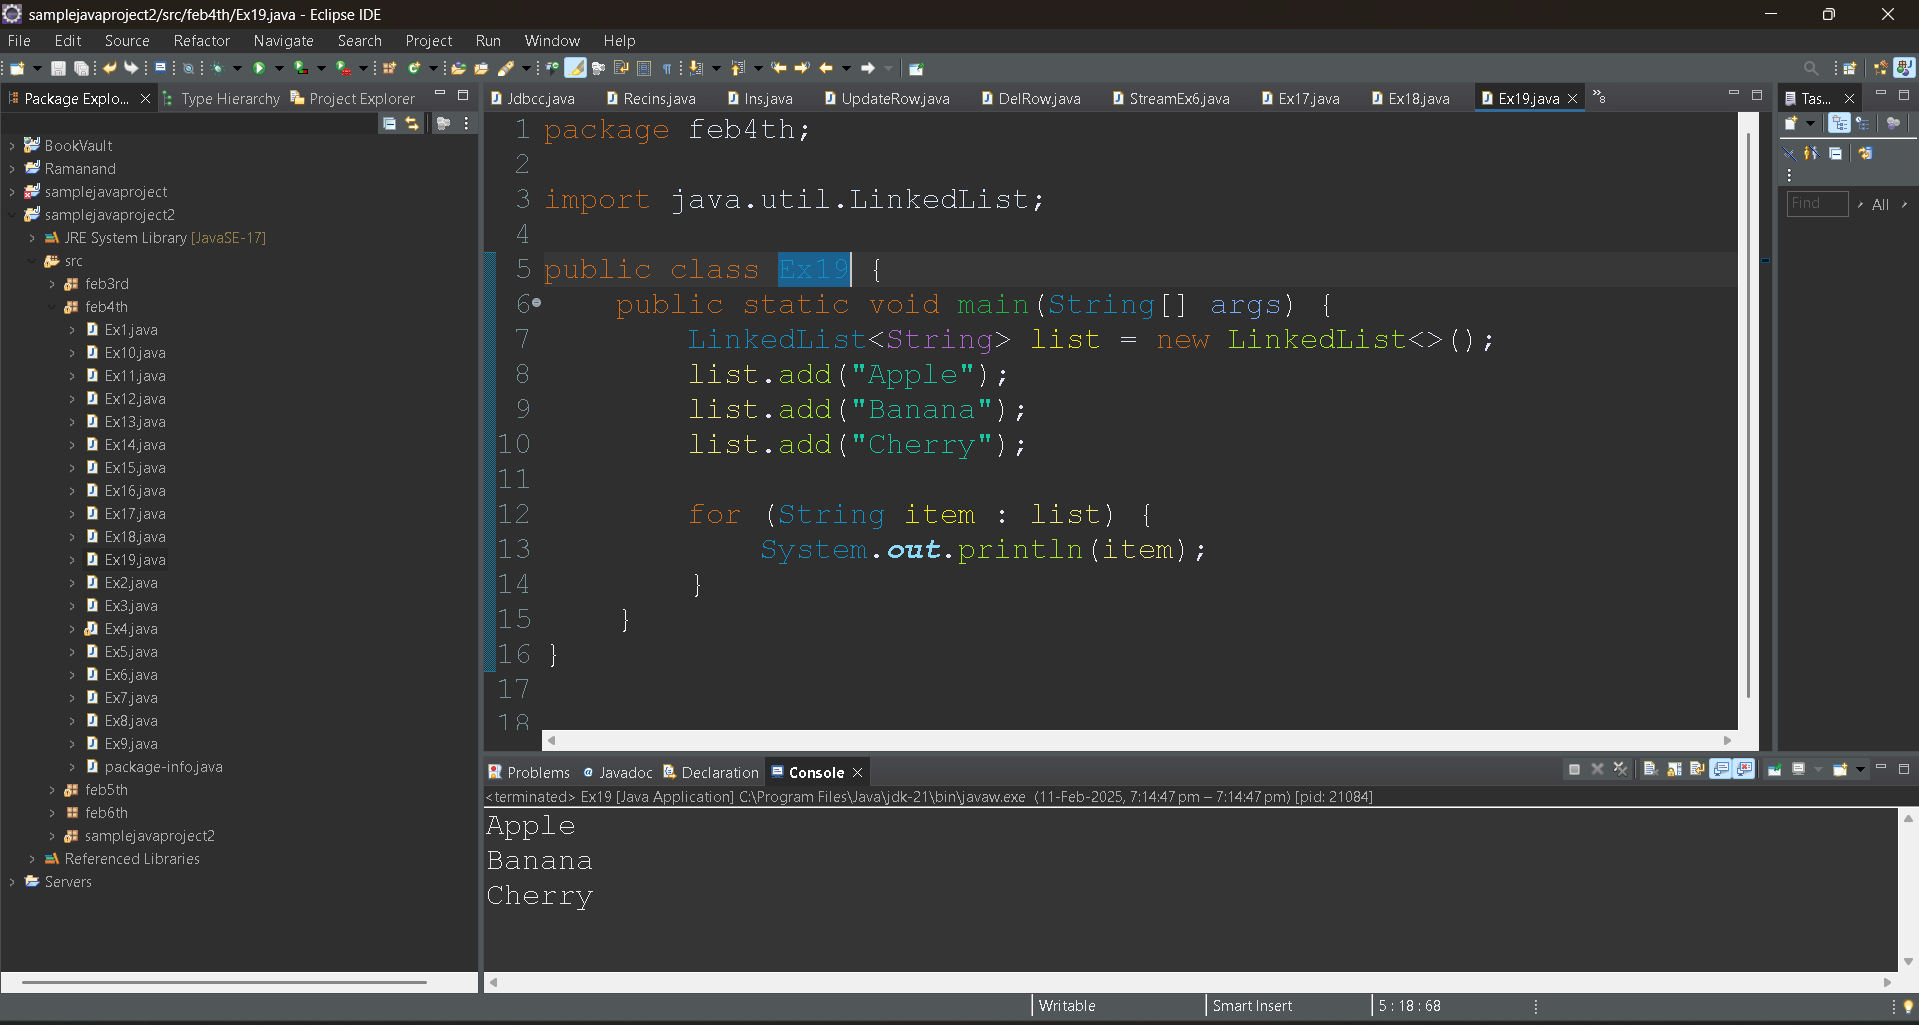 samplejavaproject2/src/feb4th/Ex19.java - Eclipse IDE
File Edit Source Refactor Navigate Search Project Run Window Help
Package Explo... Type Hierarchy Project Explorer
BookVault
Ramanand
samplejavaproject
samplejavaproject2
JRE System Library [JavaSE-17]
src
feb3rd
feb4th
Ex1.java
Ex10.java
Ex11.java
Ex12.java
Ex13.java
Ex14.java
Ex15.java
Ex16.java
Ex17.java
Ex18.java
Ex19.java
Ex2.java
Ex3.java
Ex4.java
Ex5.java
Ex6.java
Ex7.java
Ex8.java
Ex9.java
package-info.java
feb5th
feb6th
samplejavaproject2
Referenced Libraries
Servers
Jdbcc.java Recins.java Ins.java UpdateRow.java DelRow.java StreamEx6.java Ex17.java Ex18.java Ex19.java »8
1 package feb4th;
2
3 import java.util.LinkedList;
4
5 public class Ex19 {
6 public static void main(String[] args) {
7 LinkedList<String> list = new LinkedList<>();
8 list.add("Apple");
9 list.add("Banana");
10 list.add("Cherry");
11
12 for (String item : list) {
13 System.out.println(item);
14 }
15 }
16 }
17
18
Tas...
Find All
Problems Javadoc Declaration Console
<terminated> Ex19 [Java Application] C:\Program Files\Java\jdk-21\bin\javaw.exe (11-Feb-2025, 7:14:47 pm – 7:14:47 pm) [pid: 21084]
Apple
Banana
Cherry
Writable Smart Insert 5 : 18 : 68